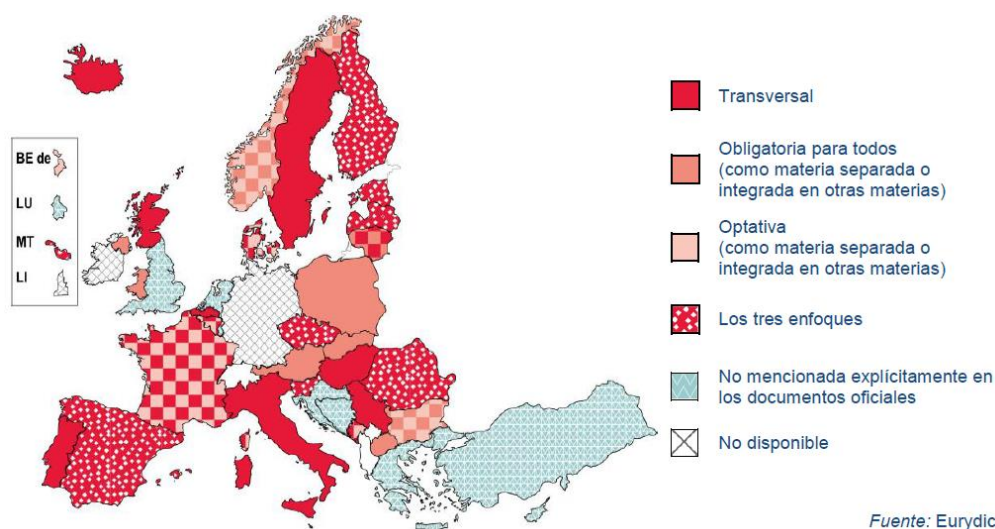 BE de
LU
MT
LI
Transversal
Obligatoria para todos
(como materia separada o
integrada en otras materias)
Optativa
(como materia separada o
integrada en otras materias)
Los tres enfoques
No mencionada explícitamente en
los documentos oficiales
No disponible
Fuente: Eurydic